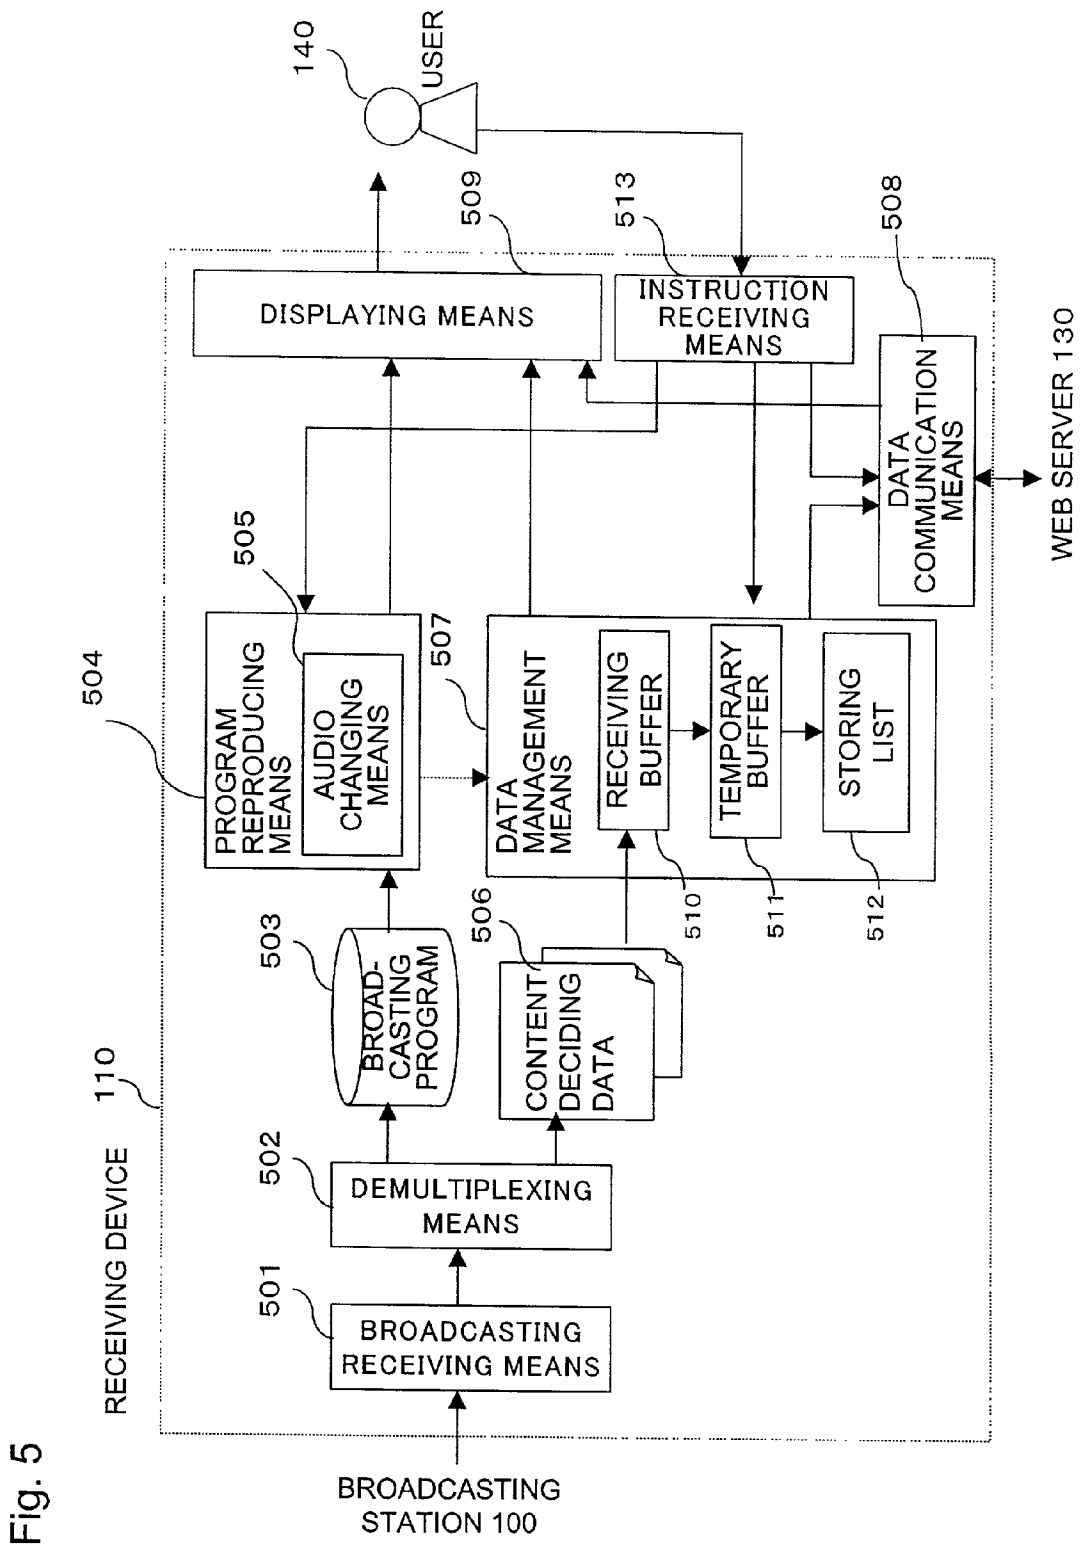 Fig. 5
RECEIVING DEVICE
110
BROADCASTING
STATION 100
501
BROADCASTING
RECEIVING MEANS
502
DEMULTIPLEXING
MEANS
503
BROAD-
CASTING
PROGRAM
506
CONTENT
DECIDING
DATA
504
PROGRAM
REPRODUCING
MEANS
505
AUDIO
CHANGING
MEANS
507
DATA
MANAGEMENT
MEANS
RECEIVING
BUFFER
510
TEMPORARY
BUFFER
511
STORING
LIST
512
DISPLAYING MEANS
509
INSTRUCTION
RECEIVING
MEANS
513
DATA
COMMUNICATION
MEANS
508
140
USER
WEB SERVER 130